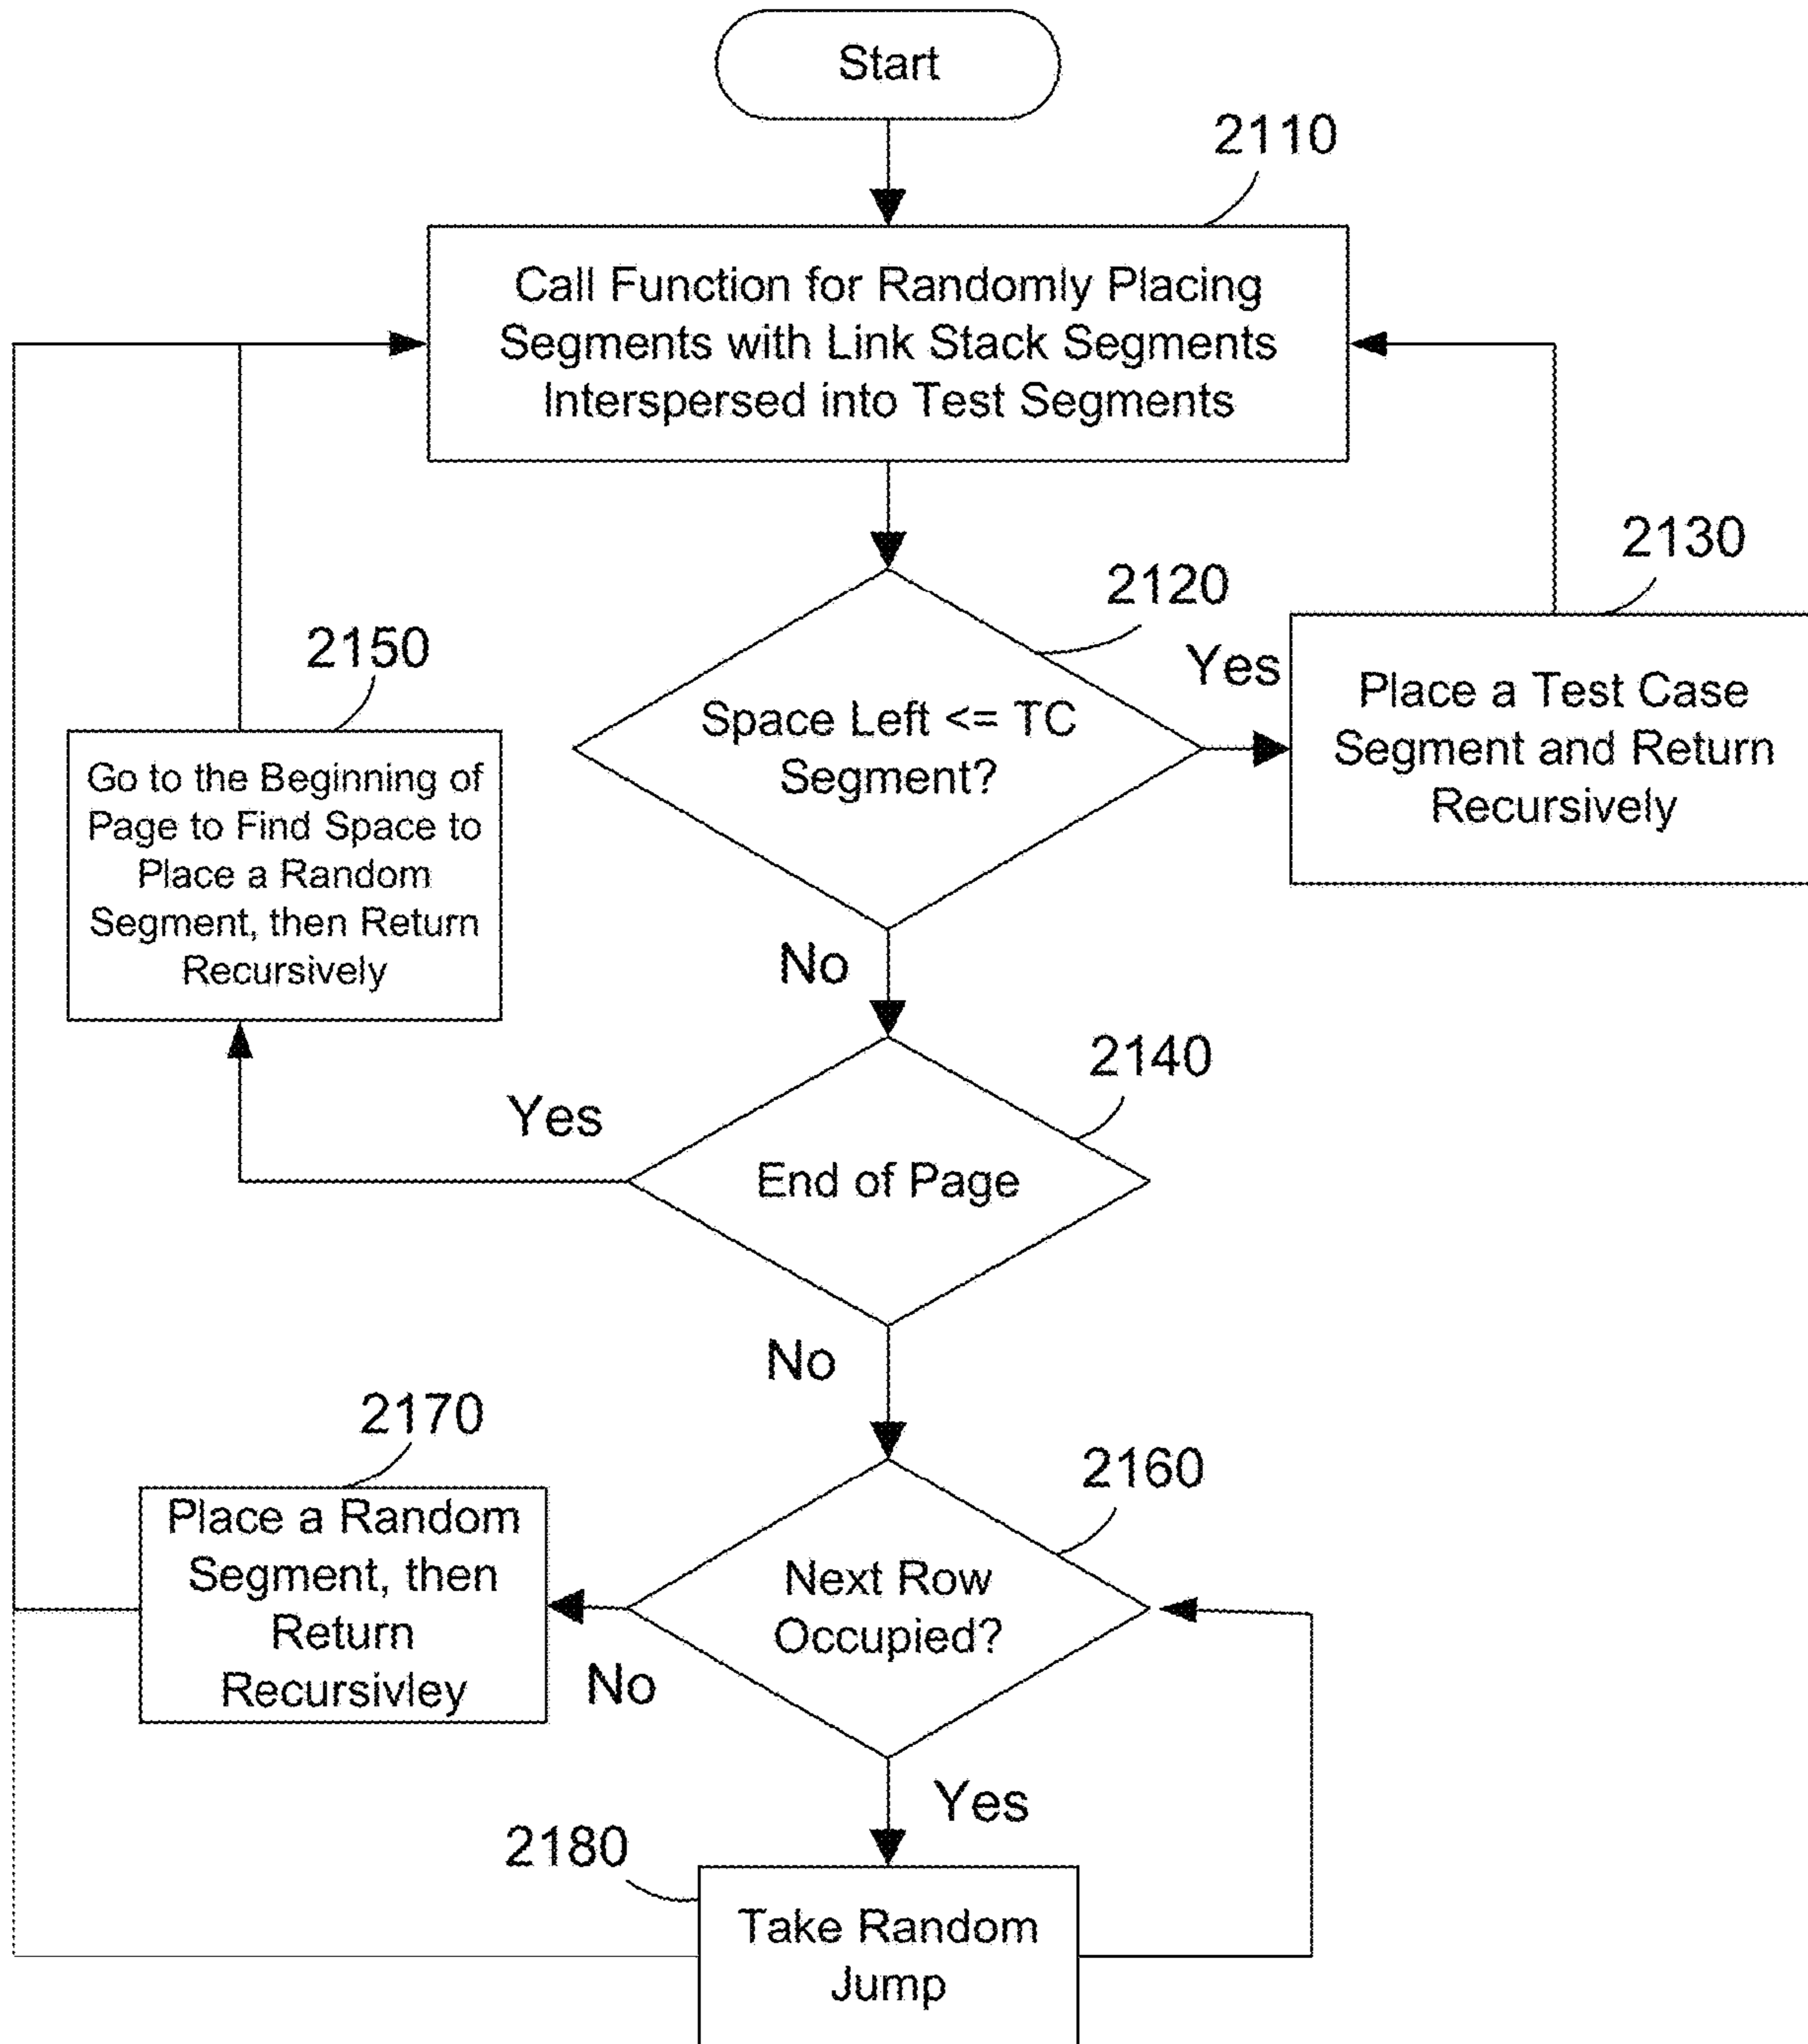 Start
2110
Call Function for Randomly Placing
Segments with Link Stack Segments
Interspersed into Test Segments
2120
Space Left <= TC
Segment?
Yes
2130
Place a Test Case
Segment and Return
Recursively
No
2150
Go to the Beginning of
Page to Find Space to
Place a Random
Segment, then Return
Recursively
2140
End of Page
Yes
No
2160
Next Row
Occupied?
No
2170
Place a Random
Segment, then
Return
Recursivley
Yes
2180
Take Random
Jump